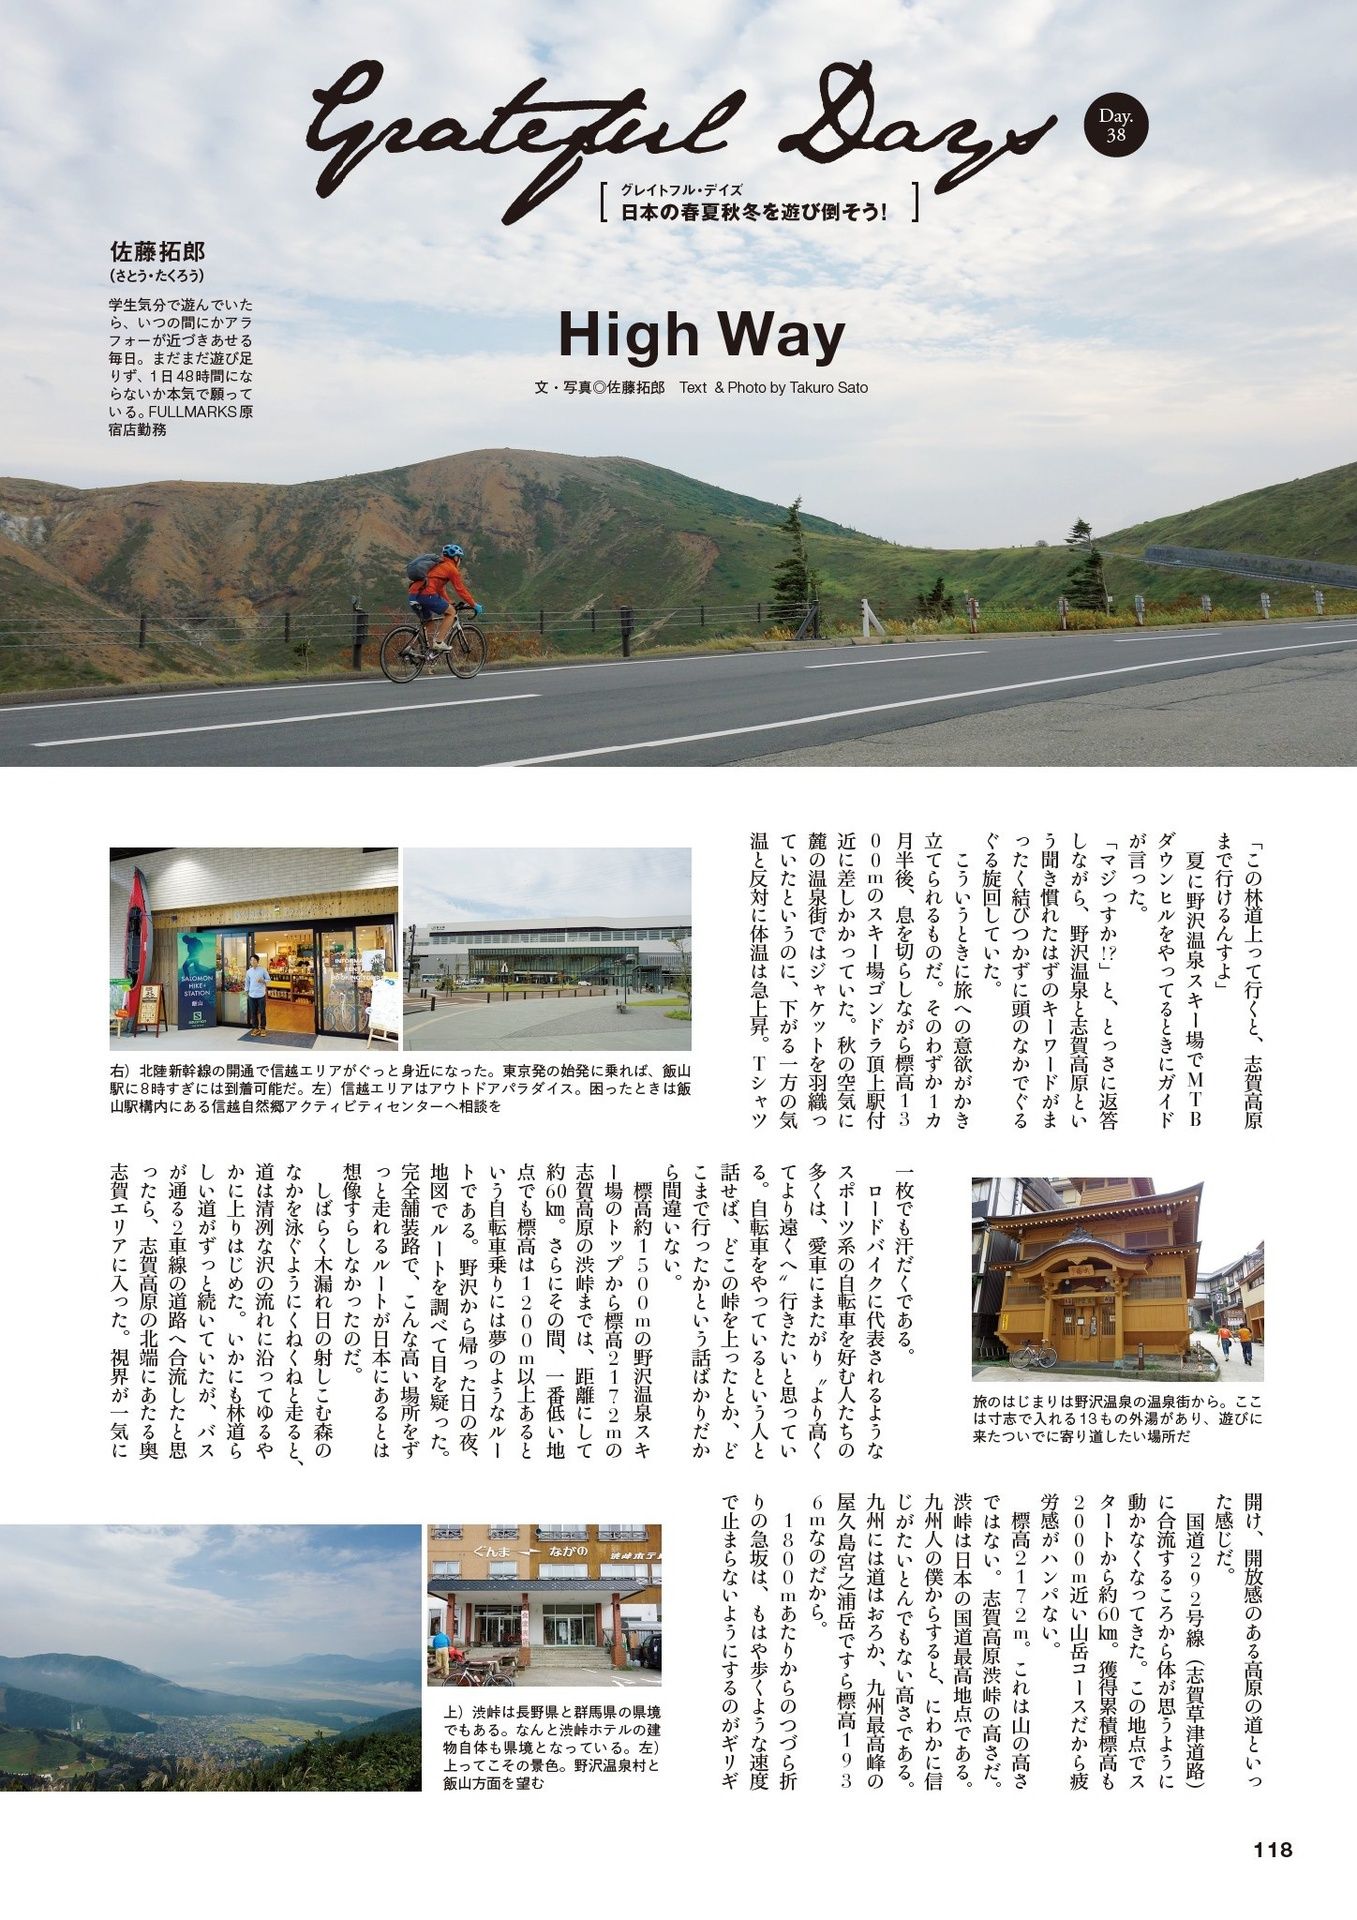 Grateful Days
Day.
38
グレイトフル・デイズ
日本の春夏秋冬を遊び倒そう!
佐藤拓郎
(さとう・たくろう)
学生気分で遊んでいた
ら、いつの間にかアラ
フォーが近づきあせる
毎日。まだまだ遊び足
りず、1日48時間にな
らないか本気で願って
いる。FULLMARKS原
宿店勤務
High Way
文・写真◎佐藤拓郎 Text & Photo by Takuro Sato
「この林道上って行くと、志賀高原
まで行けるんすよ」
夏に野沢温泉スキー場でMTB
ダウンヒルをやってるときにガイド
が言った。
「マジっすか!?」と、とっさに返答
しながら、野沢温泉と志賀高原とい
う聞き慣れたはずのキーワードがま
ったく結びつかずに頭のなかでぐる
ぐる旋回していた。
こういうときに旅への意欲がかき
立てられるものだ。そのわずか1カ
月半後、息を切らしながら標高13
00mのスキー場ゴンドラ頂上駅付
近に差しかかっていた。秋の空気に
麓の温泉街ではジャケットを羽織っ
ていたというのに、下がる一方の気
温と反対に体温は急上昇。Tシャツ
SALOMON
HIKE+
STATION
飯山
INFORMATION
右)北陸新幹線の開通で信越エリアがぐっと身近になった。東京発の始発に乗れば、飯山
駅に8時すぎには到着可能だ。左)信越エリアはアウトドアパラダイス。困ったときは飯
山駅構内にある信越自然郷アクティビティセンターへ相談を
一枚でも汗だくである。
ロードバイクに代表されるような
スポーツ系の自転車を好む人たちの
多くは、愛車にまたがり〝より高く
てより遠くへ〟行きたいと思ってい
る。自転車をやっているという人と
話せば、どこの峠を上ったとか、ど
こまで行ったかという話ばかりだか
ら間違いない。
標高約1500mの野沢温泉スキ
ー場のトップから標高2172mの
志賀高原の渋峠までは、距離にして
約60㎞。さらにその間、一番低い地
点でも標高は1200m以上あると
いう自転車乗りには夢のようなルー
トである。野沢から帰った日の夜、
地図でルートを調べて目を疑った。
完全舗装路で、こんな高い場所をず
っと走れるルートが日本にあるとは
想像すらしなかったのだ。
しばらく木漏れ日の射しこむ森の
なかを泳ぐようにくねくねと走ると、
道は清冽な沢の流れに沿ってゆるや
かに上りはじめた。いかにも林道ら
しい道がずっと続いていたが、バス
が通る2車線の道路へ合流したと思
ったら、志賀高原の北端にあたる奥
志賀エリアに入った。視界が一気に
旅のはじまりは野沢温泉の温泉街から。ここ
は寸志で入れる13もの外湯があり、遊びに
来たついでに寄り道したい場所だ
開け、開放感のある高原の道といっ
た感じだ。
国道292号線(志賀草津道路)
に合流するころから体が思うように
動かなくなってきた。この地点でス
タートから約60㎞。獲得累積標高も
2000m近い山岳コースだから疲
労感がハンパない。
標高2172m。これは山の高さ
ではない。志賀高原渋峠の高さだ。
渋峠は日本の国道最高地点である。
九州人の僕からすると、にわかに信
じがたいとんでもない高さである。
九州には道はおろか、九州最高峰の
屋久島宮之浦岳ですら標高193
6mなのだから。
1800mあたりからのつづら折
りの急坂は、もはや歩くような速度
で止まらないようにするのがギリギ
ぐんま
ながの
渋峠ホテル
上)渋峠は長野県と群馬県の県境
でもある。なんと渋峠ホテルの建
物自体も県境となっている。左)
上ってこその景色。野沢温泉村と
飯山方面を望む
118